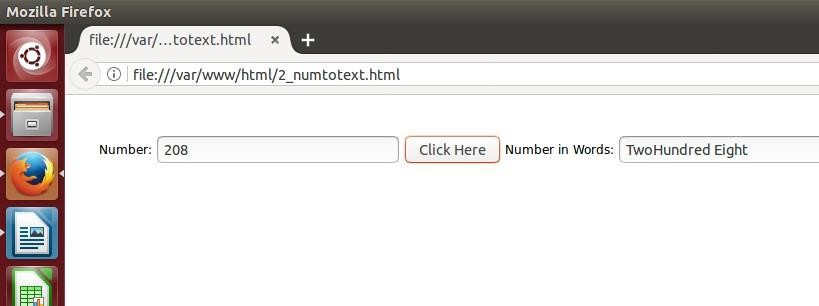 Mozilla Firefox
file:///var/…totext.html × +
file:///var/www/html/2_numtotext.html
Number: 208 Click Here Number in Words: TwoHundred Eight